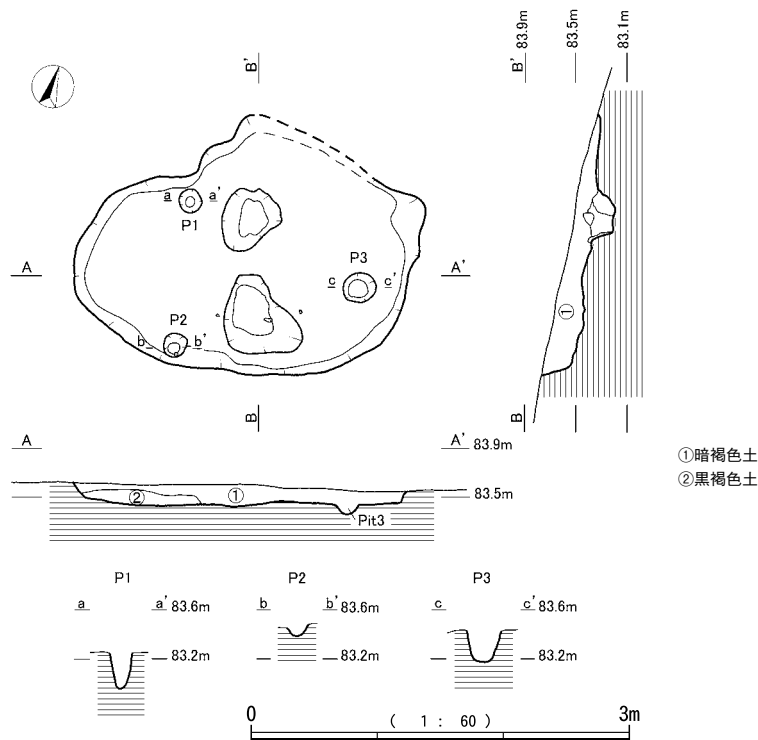 83.9m
83.5m
83.1m
B'
B'
a a'
P1
P3
A
A'
c c'
P2
b b'
①
B
B
A
A'
83.9m
①暗褐色土
②黒褐色土
②
①
83.5m
Pit3
P1
P2
P3
a
a'
83.6m
b
b'
83.6m
c
c'
83.6m
83.2m
83.2m
83.2m
0
( 1 : 60 )
3m